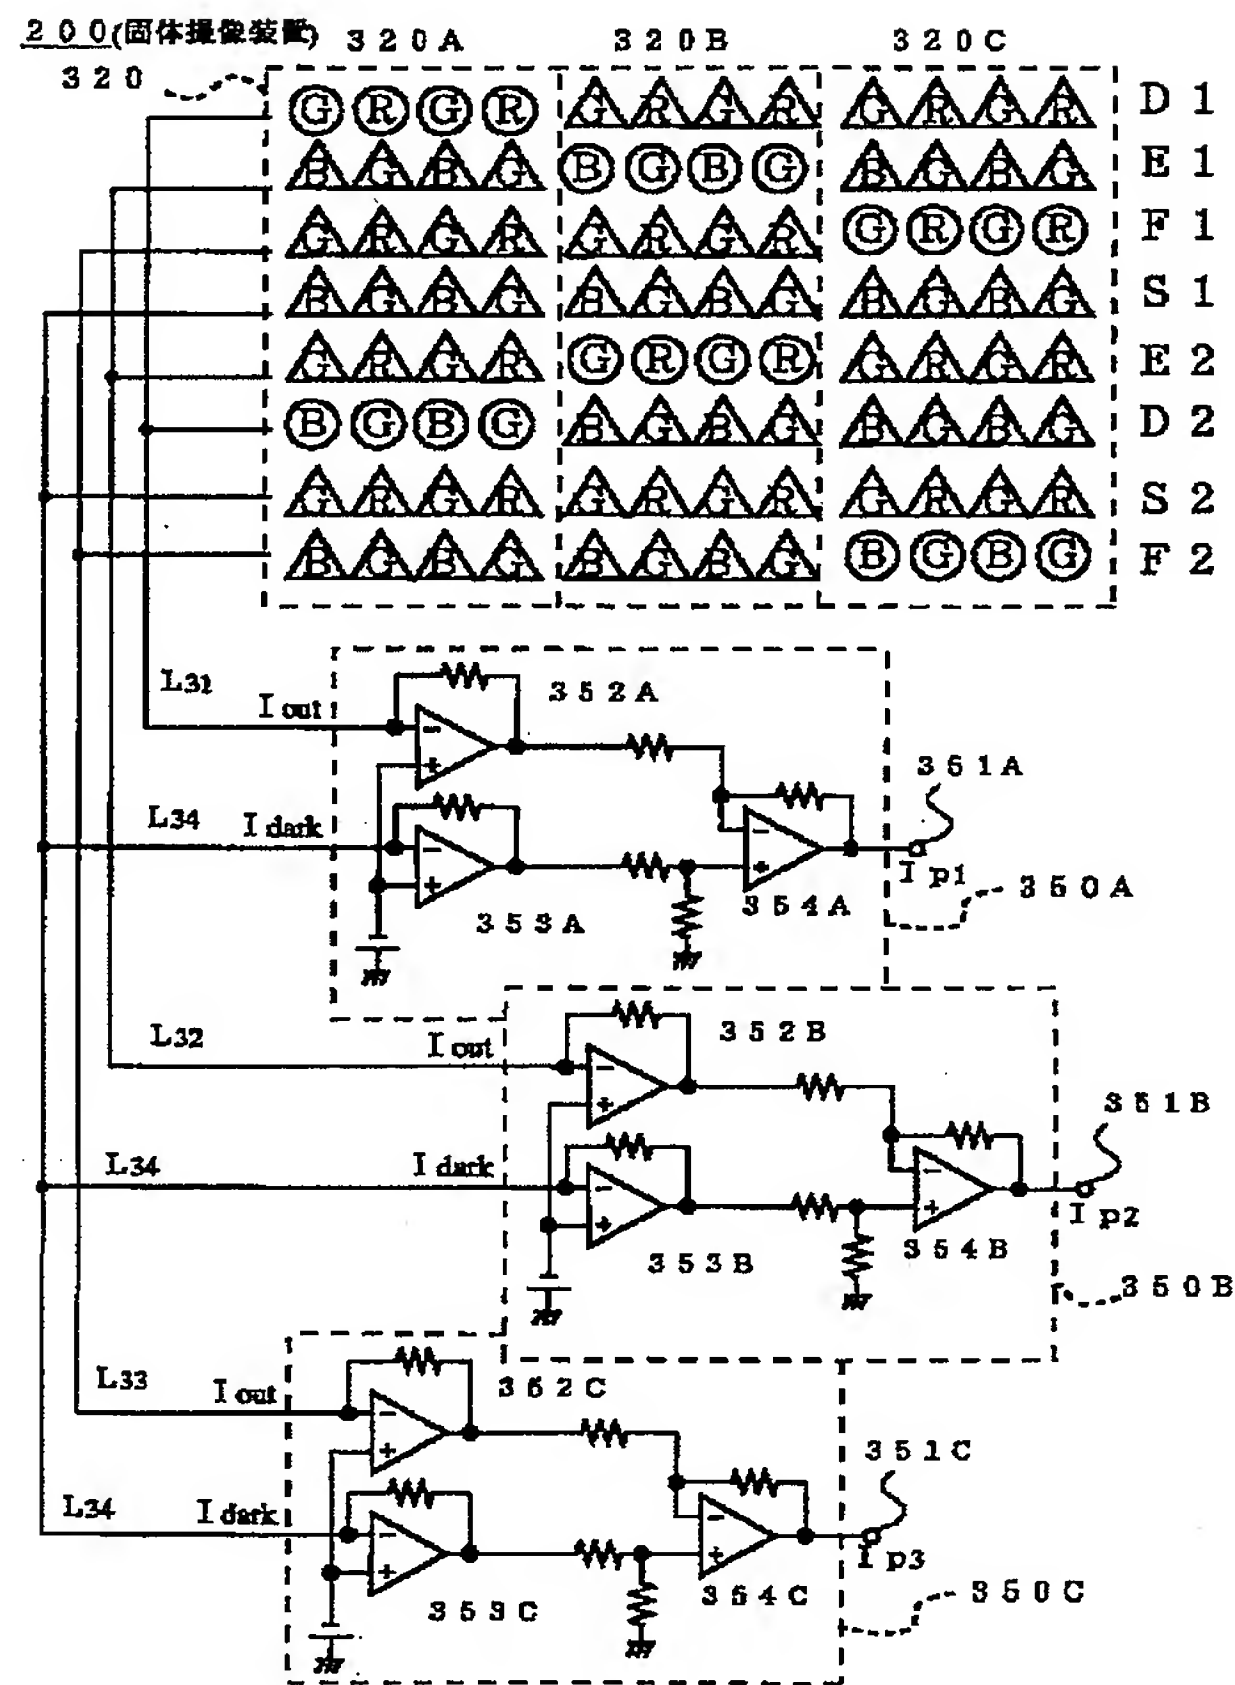 200(固体撮像装置)
320A 320B 320C
320
G R G R G R G R G R G R D1
B G B G B G B G B G B G E1
G R G R G R G R G R G R F1
B G B G B G B G B G B G S1
G R G R G R G R G R G R E2
B G B G B G B G B G B G D2
G R G R G R G R G R G R S2
B G B G B G B G B G B G F2
L31 I out 352A
351A
L34 I dark
I p1 350A
353A 354A
L32 I out 352B
351B
L34 I dark
I p2
353B 354B
350B
L33 I out 352C
351C
L34 I dark
I p3
353C 354C 350C